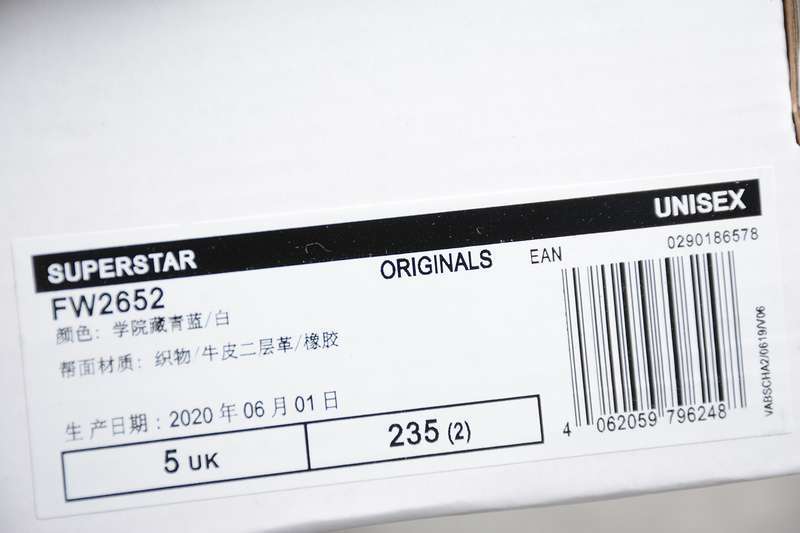 SUPERSTAR
UNISEX
FW2652
ORIGINALS
EAN
0290186578
颜色: 学院藏青蓝/白
帮面材质: 织物/牛皮二层革/橡胶
生产日期: 2020 年 06 月 01 日
5 UK
235 (2)
4 062059 796248
VABSCHA2/0619/V06